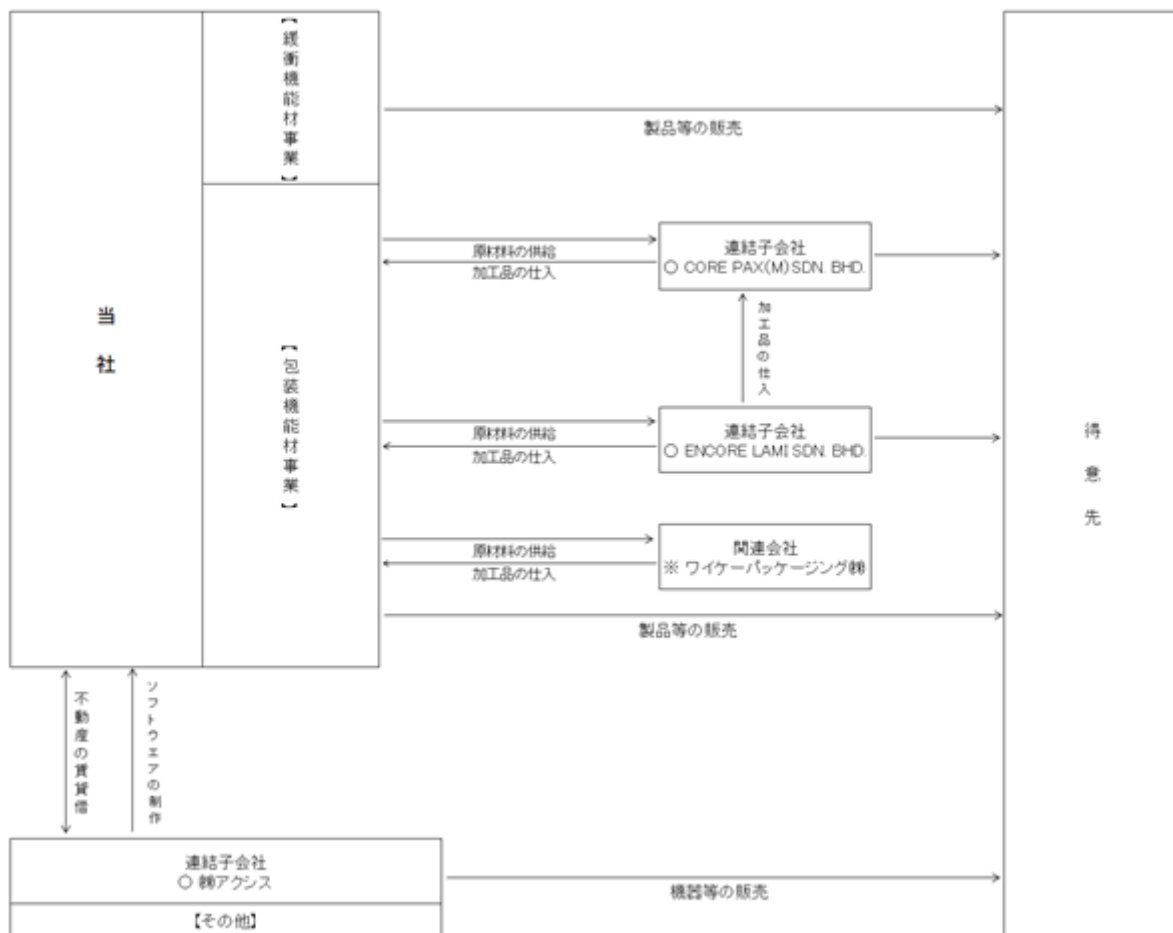 【緩衝機能材事業】
製品等の販売
当社
【包装機能材事業】
原材料の供給
加工品の仕入
連結子会社
○ CORE PAX(M)SDN. BHD.
加工品の仕入
原材料の供給
加工品の仕入
連結子会社
○ ENCORE LAMI SDN. BHD.
得意先
原材料の供給
加工品の仕入
関連会社
※ ワイケーパッケージング㈱
製品等の販売
不動産の賃貸借
ソフトウェアの制作
連結子会社
○ ㈱アクシス
【その他】
機器等の販売